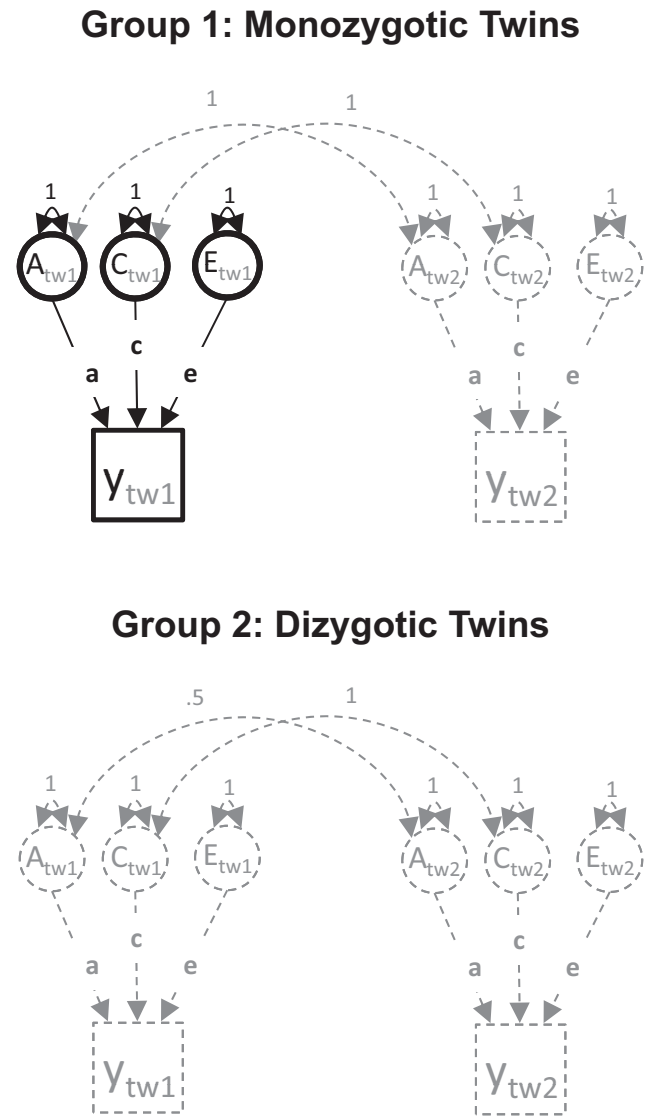 Group 1: Monozygotic Twins
1 1
1 1 1 1 1 1
A_tw1 C_tw1 E_tw1 A_tw2 C_tw2 E_tw2
c c
a e a e
y_tw1 y_tw2
Group 2: Dizygotic Twins
.5 1
1 1 1 1 1 1
A_tw1 C_tw1 E_tw1 A_tw2 C_tw2 E_tw2
c c
a e a e
y_tw1 y_tw2